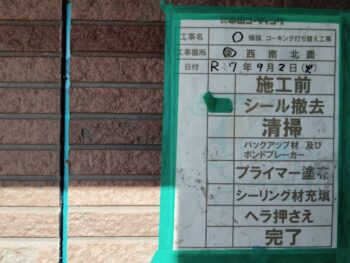 工事名 〇 様邸 コーキング打ち替え工事
工事箇所 東 西 南 北 面
日付 R 7 年 9 月 2 日 (火)
施工前
シール撤去
清掃
バックアップ材 及び
ボンドブレーカー
プライマー塗布
シーリング材充填
ヘラ押さえ
完了